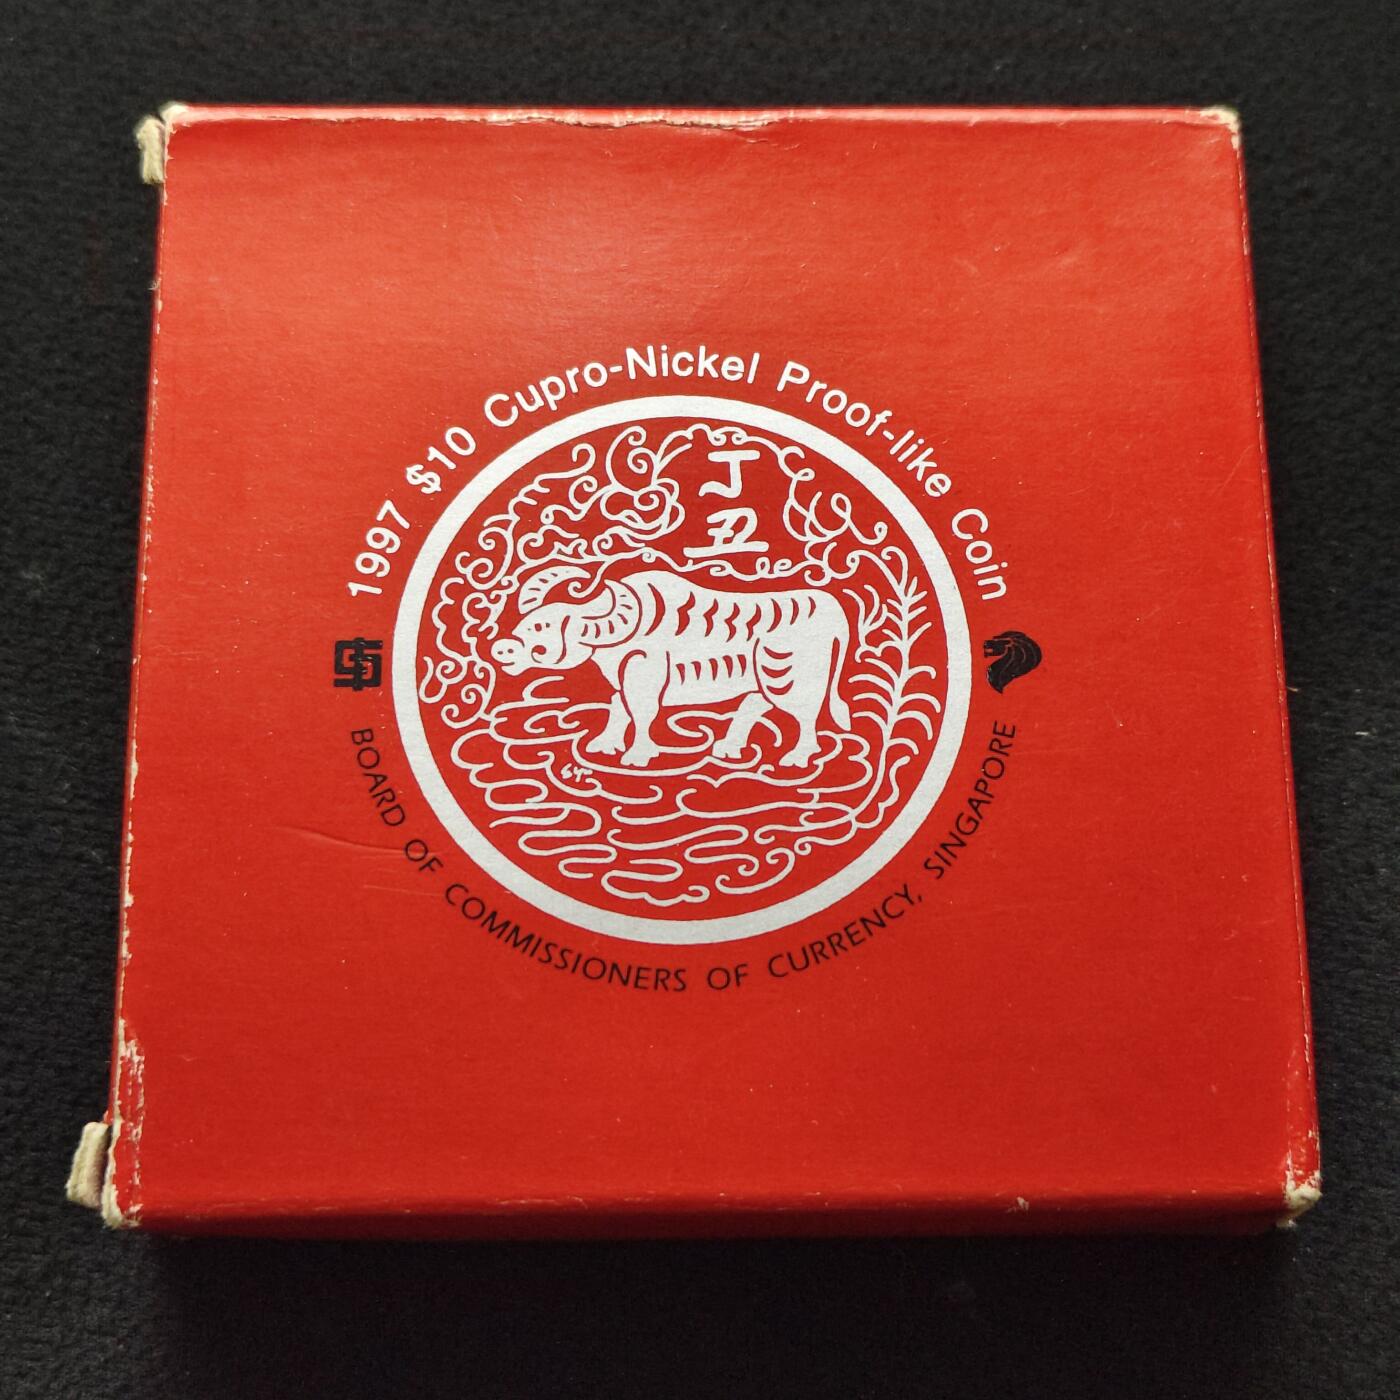 1997 $10 Cupro-Nickel Proof-like Coin
丁
丑
BOARD OF COMMISSIONERS OF CURRENCY, SINGAPORE